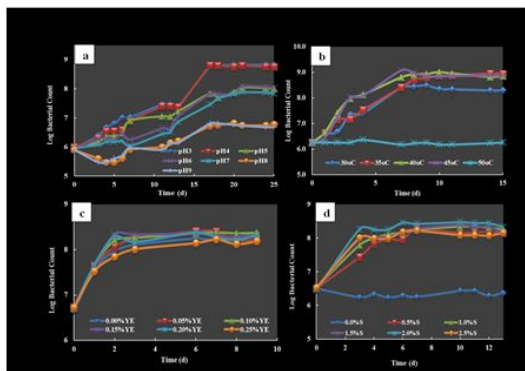 a
Log Bacterial Count
9
8
7
6
5
pH3 pH4 pH5
pH6 pH7 pH8
pH9
0 5 10 15 20 25
Time (d)
b
Log Bacterial Count
10.0
9.0
8.0
7.0
6.0
5.0
30oC 35oC 40oC 45oC 50oC
0 5 10 15
Time (d)
c
Log Bacterial Count
9
8
7
6
0.00%YE 0.05%YE 0.10%YE
0.15%YE 0.20%YE 0.25%YE
0 2 4 6 8 10
Time (d)
d
Log Bacterial Count
9
8
7
6
5
0.0%S 0.5%S 1.0%S
1.5%S 2.0%S 2.5%S
0 2 4 6 8 10 12
Time (d)